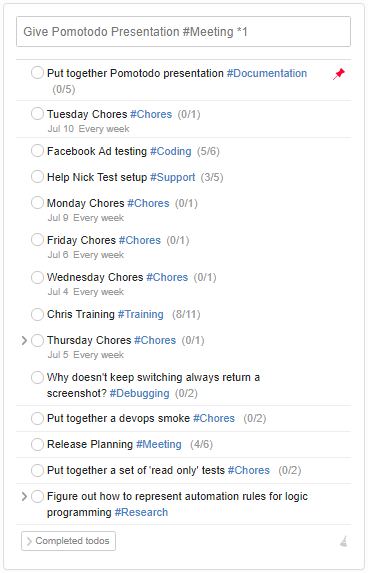 Give Pomotodo Presentation #Meeting *1
Put together Pomotodo presentation #Documentation
(0/5)
Tuesday Chores #Chores (0/1)
Jul 10 Every week
Facebook Ad testing #Coding (5/6)
Help Nick Test setup #Support (3/5)
Monday Chores #Chores (0/1)
Jul 9 Every week
Friday Chores #Chores (0/1)
Jul 6 Every week
Wednesday Chores #Chores (0/1)
Jul 4 Every week
Chris Training #Training (8/11)
Thursday Chores #Chores (0/1)
Jul 5 Every week
Why doesn't keep switching always return a
screenshot? #Debugging (0/2)
Put together a devops smoke #Chores (0/2)
Release Planning #Meeting (4/6)
Put together a set of 'read only' tests #Chores (0/2)
Figure out how to represent automation rules for logic
programming #Research
Completed todos